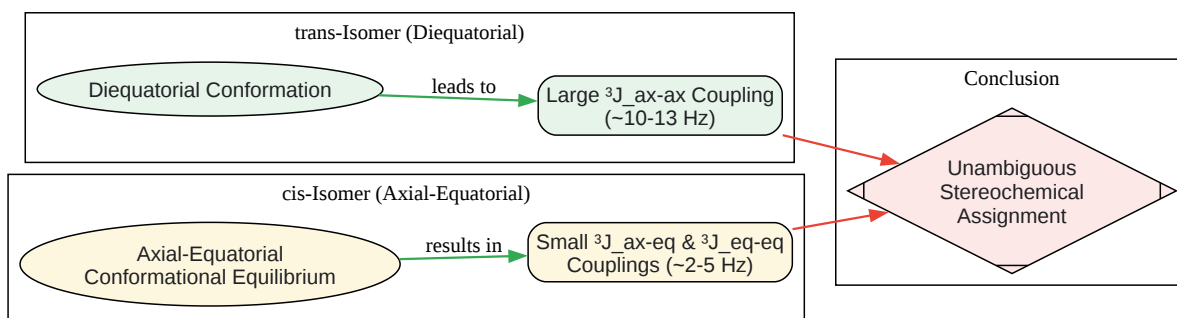 trans-Isomer (Diequatorial)
Diequatorial Conformation
leads to
Large ³J_ax-ax Coupling
(~10-13 Hz)
cis-Isomer (Axial-Equatorial)
Axial-Equatorial
Conformational Equilibrium
results in
Small ³J_ax-eq & ³J_eq-eq
Couplings (~2-5 Hz)
Conclusion
Unambiguous
Stereochemical
Assignment